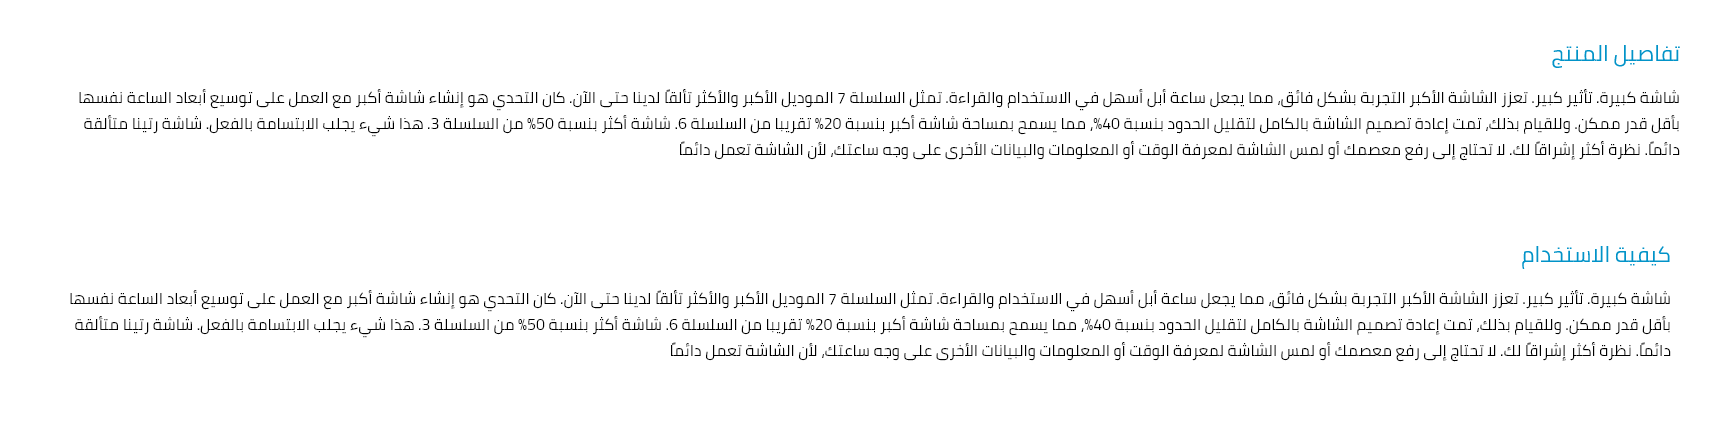 تفاصيل المنتج
شاشة كبيرة. تأثير كبير. تعزز الشاشة الأكبر التجربة بشكل فائق، مما يجعل ساعة أبل أسهل في الاستخدام والقراءة. تمثل السلسلة 7 الموديل الأكبر والأكثر تألقاً لدينا حتى الآن. كان التحدي هو إنشاء شاشة أكبر مع العمل على توسيع أبعاد الساعة نفسها
بأقل قدر ممكن. وللقيام بذلك، تمت إعادة تصميم الشاشة بالكامل لتقليل الحدود بنسبة 40%، مما يسمح بمساحة شاشة أكبر بنسبة 20% تقريبا من السلسلة 6. شاشة أكثر بنسبة 50% من السلسلة 3. هذا شيء يجلب الابتسامة بالفعل. شاشة رتينا متألقة
دائماً. نظرة أكثر إشراقاً لك. لا تحتاج إلى رفع معصمك أو لمس الشاشة لمعرفة الوقت أو المعلومات والبيانات الأخرى على وجه ساعتك، لأن الشاشة تعمل دائماً
كيفية الاستخدام
شاشة كبيرة. تأثير كبير. تعزز الشاشة الأكبر التجربة بشكل فائق، مما يجعل ساعة أبل أسهل في الاستخدام والقراءة. تمثل السلسلة 7 الموديل الأكبر والأكثر تألقاً لدينا حتى الآن. كان التحدي هو إنشاء شاشة أكبر مع العمل على توسيع أبعاد الساعة نفسها
بأقل قدر ممكن. وللقيام بذلك، تمت إعادة تصميم الشاشة بالكامل لتقليل الحدود بنسبة 40%، مما يسمح بمساحة شاشة أكبر بنسبة 20% تقريبا من السلسلة 6. شاشة أكثر بنسبة 50% من السلسلة 3. هذا شيء يجلب الابتسامة بالفعل. شاشة رتينا متألقة
دائماً. نظرة أكثر إشراقاً لك. لا تحتاج إلى رفع معصمك أو لمس الشاشة لمعرفة الوقت أو المعلومات والبيانات الأخرى على وجه ساعتك، لأن الشاشة تعمل دائماً